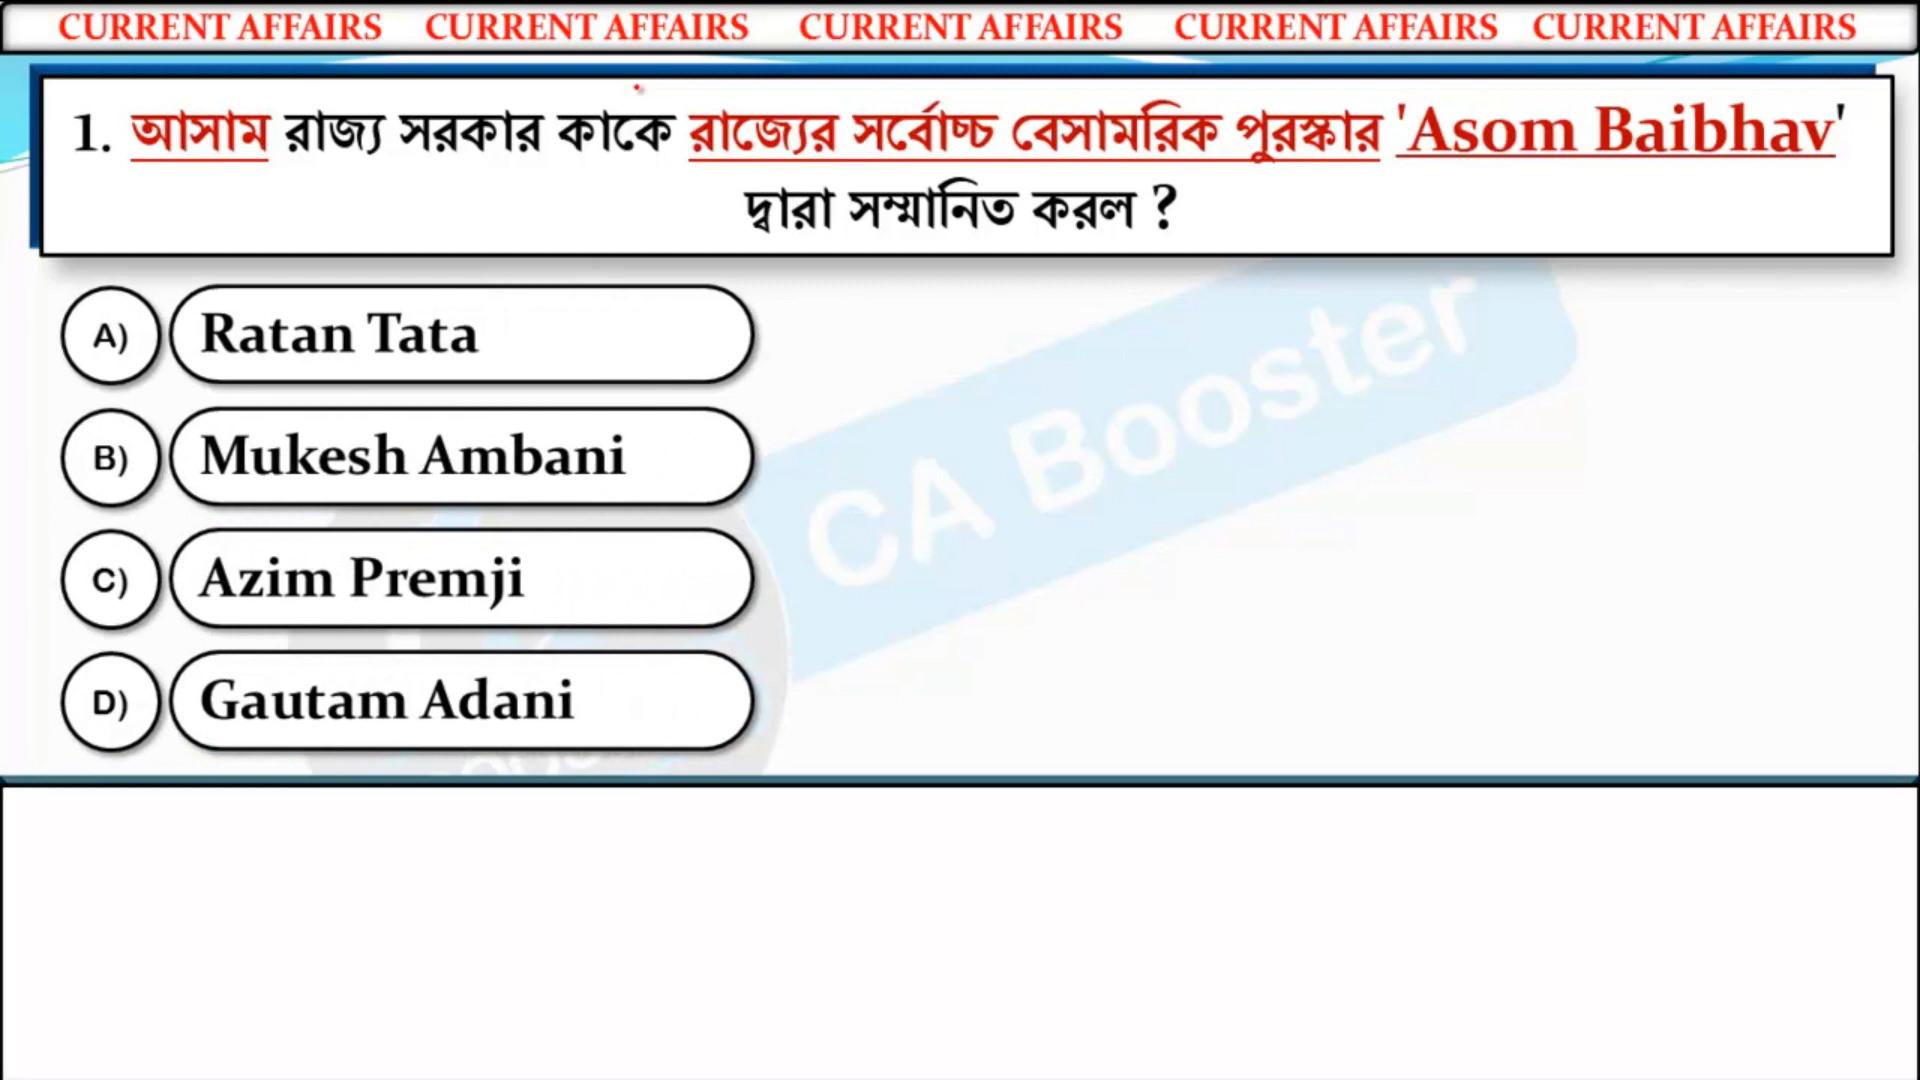 CURRENT AFFAIRS CURRENT AFFAIRS CURRENT AFFAIRS CURRENT AFFAIRS CURRENT AFFAIRS
1. আসাম রাজ্য সরকার কাকে রাজ্যের সর্বোচ্চ বেসামরিক পুরস্কার 'Asom Baibhav'
দ্বারা সম্মানিত করল ?
A) Ratan Tata
B) Mukesh Ambani
C) Azim Premji
D) Gautam Adani
CA Booster